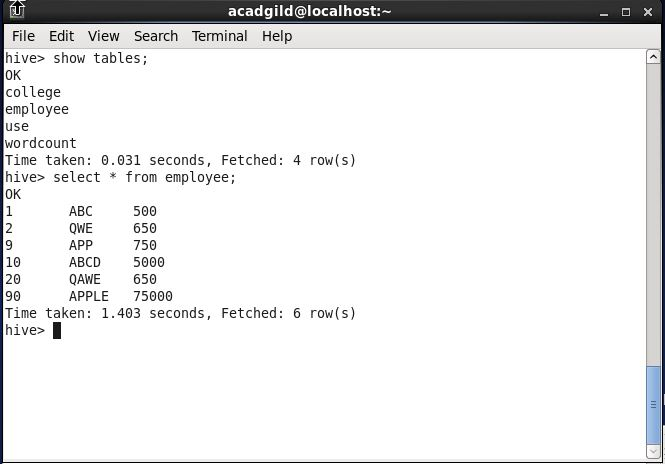 acadgild@localhost:~
File Edit View Search Terminal Help
hive> show tables;
OK
college
employee
use
wordcount
Time taken: 0.031 seconds, Fetched: 4 row(s)
hive> select * from employee;
OK
1 ABC 500
2 QWE 650
9 APP 750
10 ABCD 5000
20 QAWE 650
90 APPLE 75000
Time taken: 1.403 seconds, Fetched: 6 row(s)
hive>